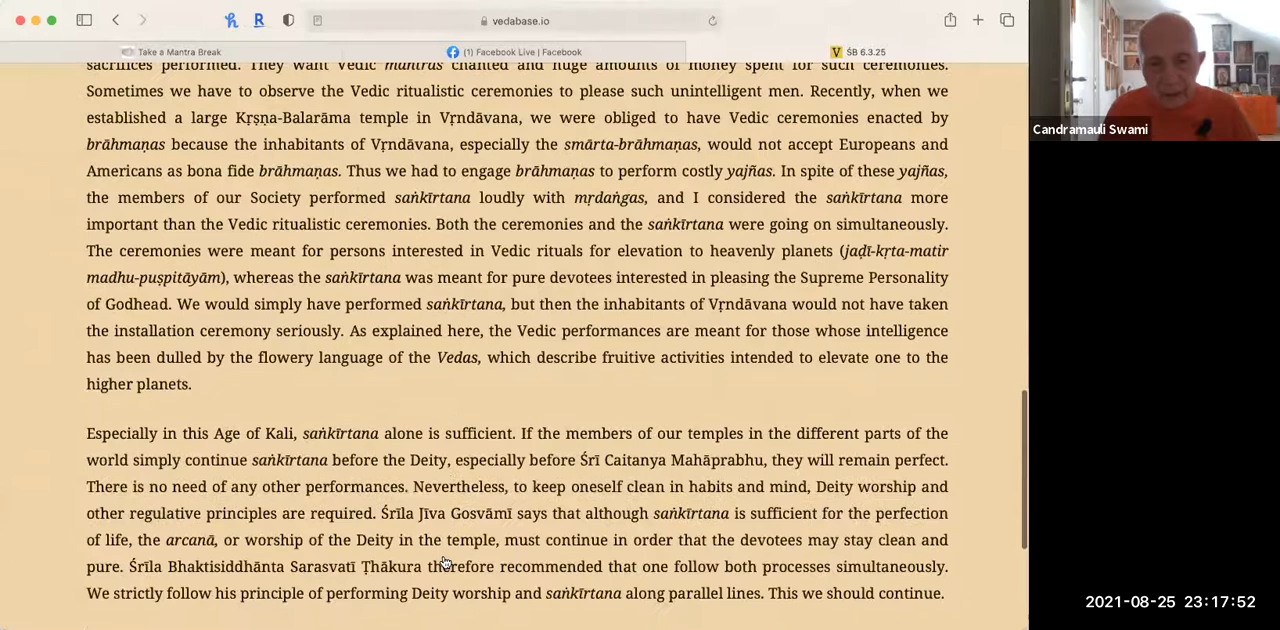 vedabase.io
Take a Mantra Break
(1) Facebook Live | Facebook
V ŚB 6.3.25
sacrifices performed. They want Vedic mantras chanted and huge amounts of money spent for such ceremonies.
Sometimes we have to observe the Vedic ritualistic ceremonies to please such unintelligent men. Recently, when we
established a large Kṛṣṇa-Balarāma temple in Vṛndāvana, we were obliged to have Vedic ceremonies enacted by
brāhmaṇas because the inhabitants of Vṛndāvana, especially the smārta-brāhmaṇas, would not accept Europeans and
Americans as bona fide brāhmaṇas. Thus we had to engage brāhmaṇas to perform costly yajñas. In spite of these yajñas,
the members of our Society performed saṅkīrtana loudly with mṛdaṅgas, and I considered the saṅkīrtana more
important than the Vedic ritualistic ceremonies. Both the ceremonies and the saṅkīrtana were going on simultaneously.
The ceremonies were meant for persons interested in Vedic rituals for elevation to heavenly planets (jaḍī-kṛta-matir
madhu-puṣpitāyām), whereas the saṅkīrtana was meant for pure devotees interested in pleasing the Supreme Personality
of Godhead. We would simply have performed saṅkīrtana, but then the inhabitants of Vṛndāvana would not have taken
the installation ceremony seriously. As explained here, the Vedic performances are meant for those whose intelligence
has been dulled by the flowery language of the Vedas, which describe fruitive activities intended to elevate one to the
higher planets.
Especially in this Age of Kali, saṅkīrtana alone is sufficient. If the members of our temples in the different parts of the
world simply continue saṅkīrtana before the Deity, especially before Śrī Caitanya Mahāprabhu, they will remain perfect.
There is no need of any other performances. Nevertheless, to keep oneself clean in habits and mind, Deity worship and
other regulative principles are required. Śrīla Jīva Gosvāmī says that although saṅkīrtana is sufficient for the perfection
of life, the arcanā, or worship of the Deity in the temple, must continue in order that the devotees may stay clean and
pure. Śrīla Bhaktisiddhānta Sarasvatī Ṭhākura therefore recommended that one follow both processes simultaneously.
We strictly follow his principle of performing Deity worship and saṅkīrtana along parallel lines. This we should continue.
Candramauli Swami
2021-08-25 23:17:52